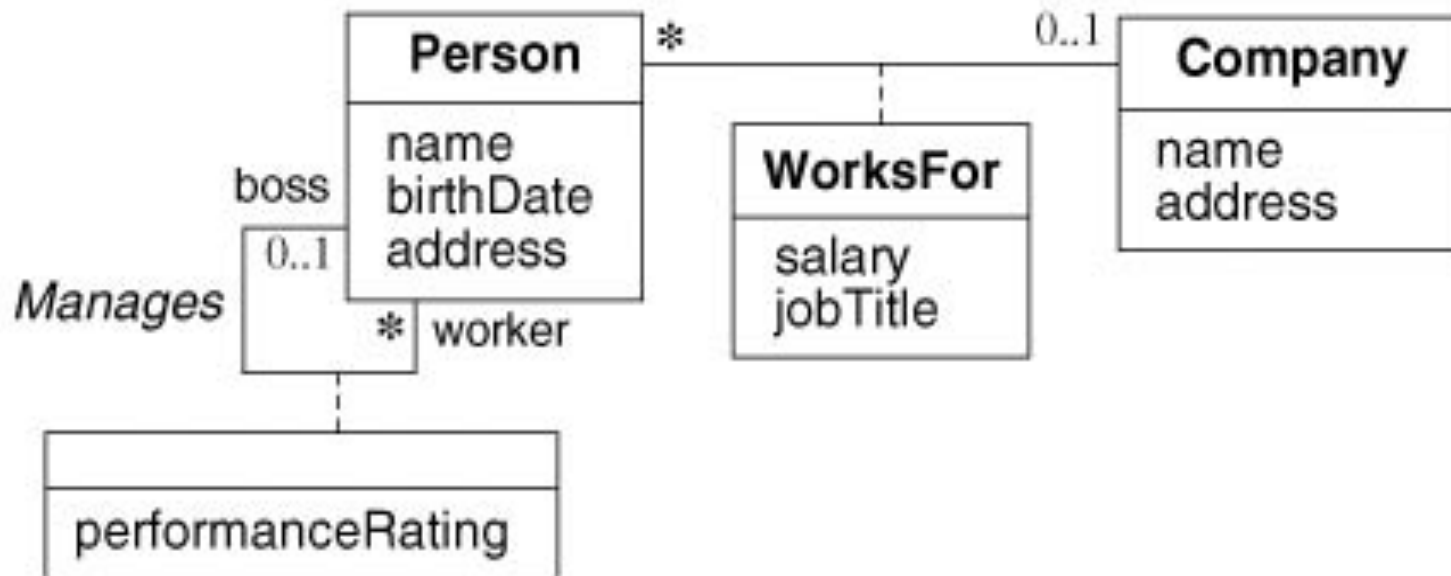 Person
name
birthDate
address
*
0..1
Company
name
address
WorksFor
salary
jobTitle
boss
0..1
Manages
*
worker
performanceRating